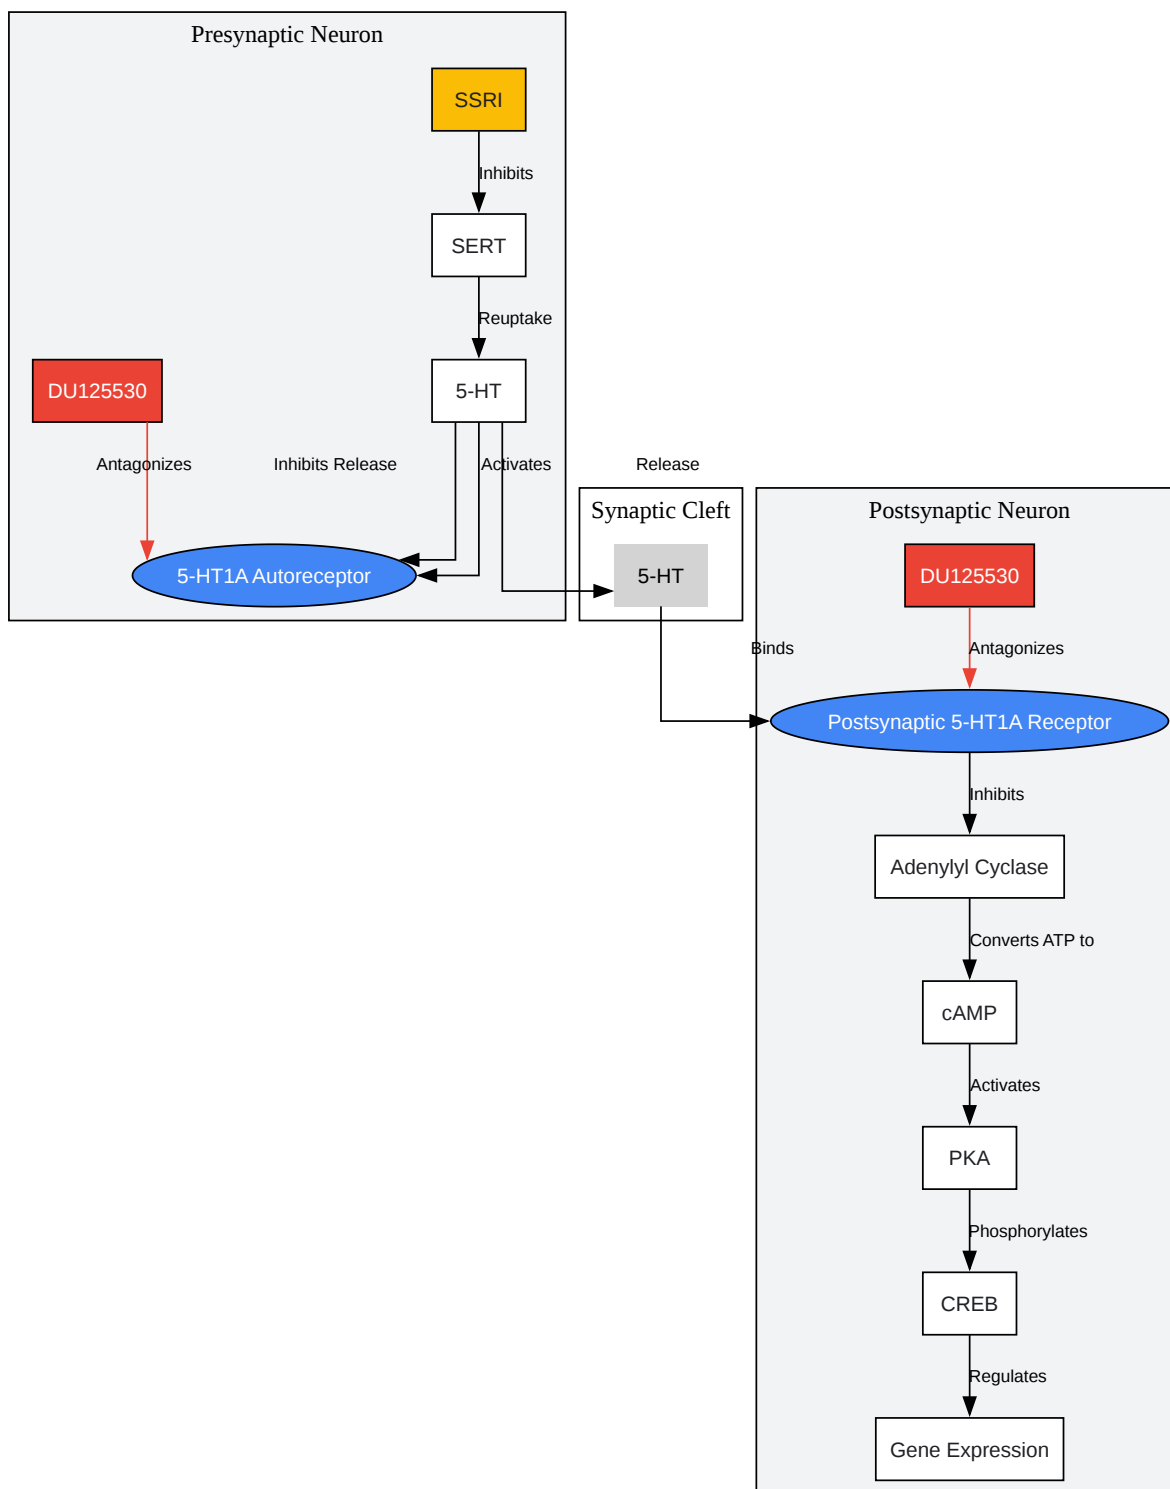 Presynaptic Neuron
SSRI
Inhibits
SERT
Reuptake
DU125530
5-HT
Antagonizes
Inhibits Release
Activates
Release
5-HT1A Autoreceptor
Synaptic Cleft
5-HT
Binds
Postsynaptic Neuron
DU125530
Antagonizes
Postsynaptic 5-HT1A Receptor
Inhibits
Adenylyl Cyclase
Converts ATP to
cAMP
Activates
PKA
Phosphorylates
CREB
Regulates
Gene Expression